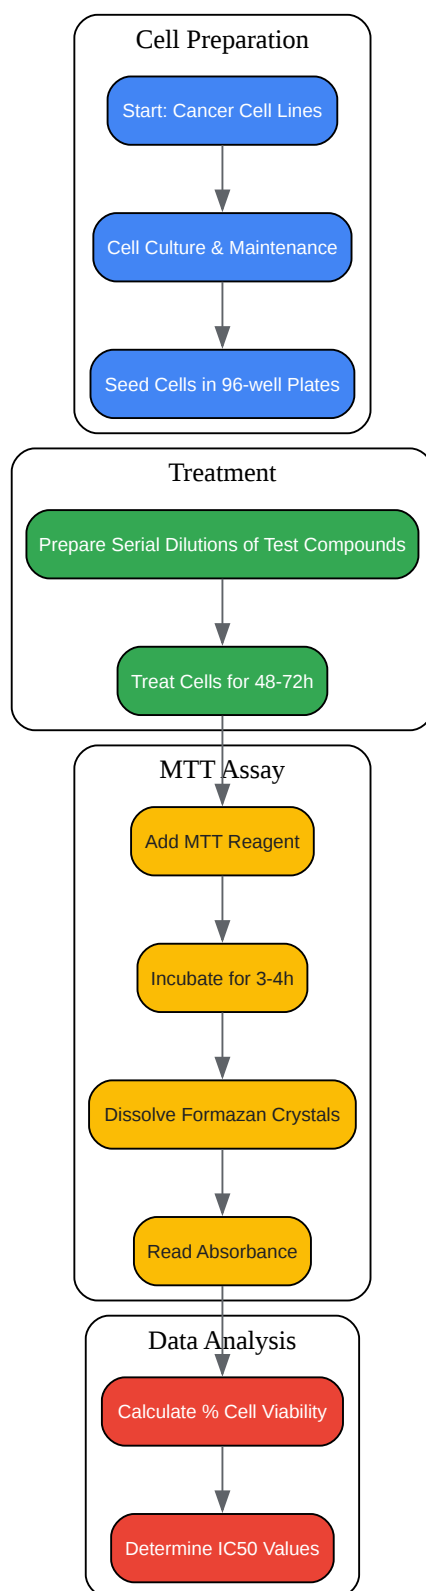 Cell Preparation
Start: Cancer Cell Lines
Cell Culture & Maintenance
Seed Cells in 96-well Plates
Treatment
Prepare Serial Dilutions of Test Compounds
Treat Cells for 48-72h
MTT Assay
Add MTT Reagent
Incubate for 3-4h
Dissolve Formazan Crystals
Read Absorbance
Data Analysis
Calculate % Cell Viability
Determine IC50 Values